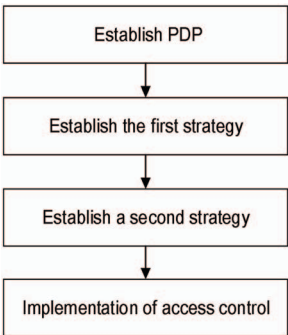 Establish PDP
Establish the first strategy
Establish a second strategy
Implementation of access control